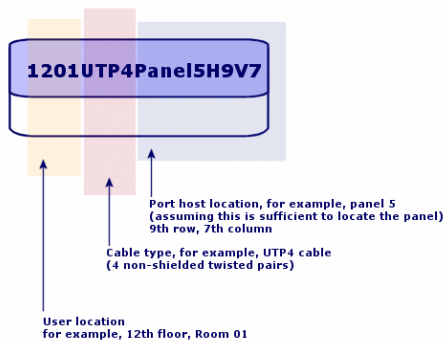 1201UTP4Panel5H9V7
Port host location, for example, panel 5
(assuming this is sufficient to locate the panel)
9th row, 7th column
Cable type, for example, UTP4 cable
(4 non-shielded twisted pairs)
User location
for example, 12th floor, Room 01